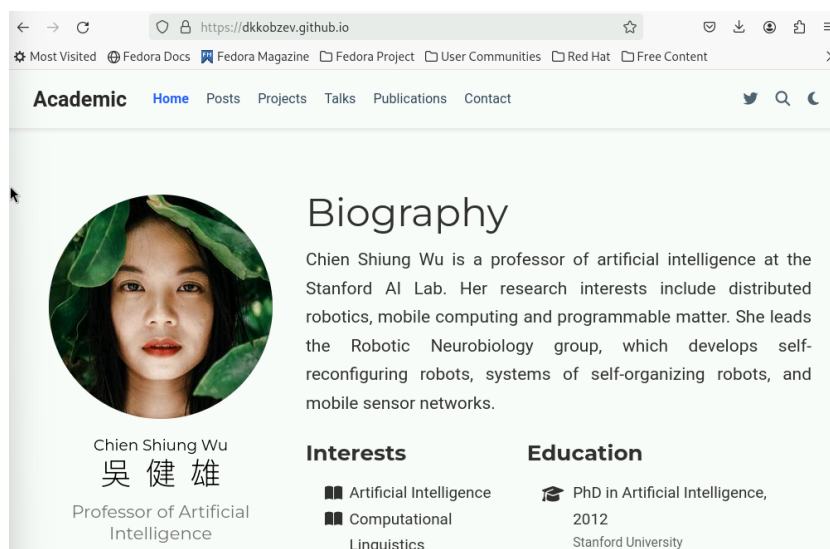 https://dkkobzev.github.io
Most Visited Fedora Docs Fedora Magazine Fedora Project User Communities Red Hat Free Content
Academic Home Posts Projects Talks Publications Contact
Biography
Chien Shiung Wu is a professor of artificial intelligence at the
Stanford AI Lab. Her research interests include distributed
robotics, mobile computing and programmable matter. She leads
the Robotic Neurobiology group, which develops self-
reconfiguring robots, systems of self-organizing robots, and
mobile sensor networks.
Chien Shiung Wu
吳健雄
Professor of Artificial
Intelligence
Interests
Artificial Intelligence
Computational
Linguistics
Education
PhD in Artificial Intelligence,
2012
Stanford University